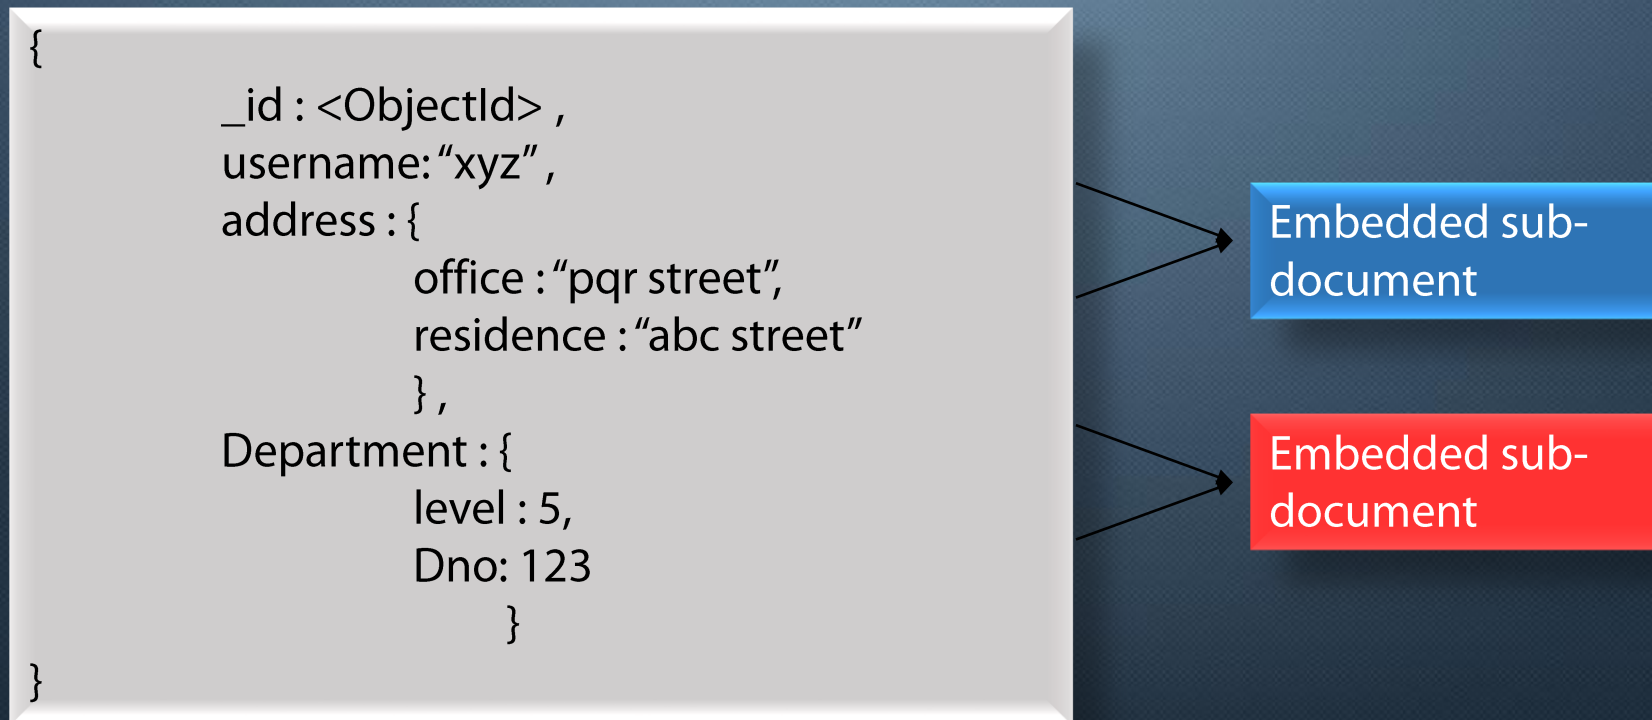 {
_id : <ObjectId> ,
username: “xyz” ,
address : {
office : “pqr street”,
residence : “abc street”
} ,
Department : {
level : 5,
Dno: 123
}
}
Embedded sub-
document
Embedded sub-
document